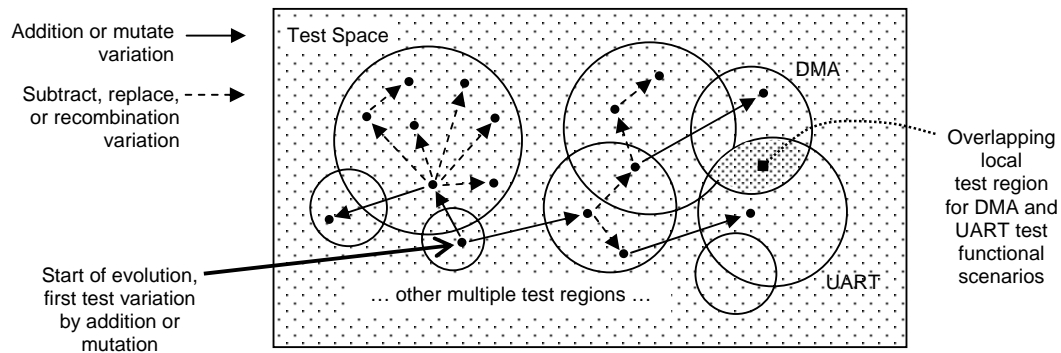 Addition or mutate
variation
Subtract, replace,
or recombination
variation
Start of evolution,
first test variation
by addition or
mutation
Test Space
DMA
UART
… other multiple test regions …
Overlapping
local
test region
for DMA and
UART test
functional
scenarios